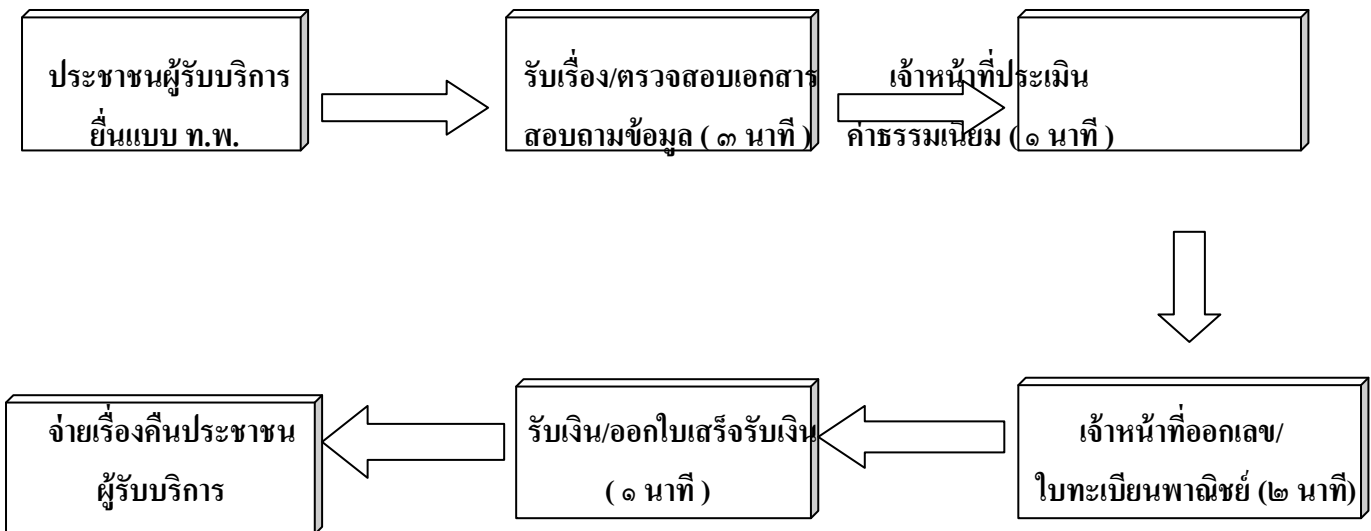 ประชาชนผู้รับบริการ
ยื่นแบบ ท.พ.
รับเรื่อง/ตรวจสอบเอกสาร
สอบถามข้อมูล ( ๓ นาที )
เจ้าหน้าที่ประเมิน
ค่าธรรมเนียม ( ๑ นาที )
เจ้าหน้าที่ออกเลข/
ใบทะเบียนพาณิชย์ (๒ นาที)
รับเงิน/ออกใบเสร็จรับเงิน
( ๑ นาที )
จ่ายเรื่องคืนประชาชน
ผู้รับบริการ